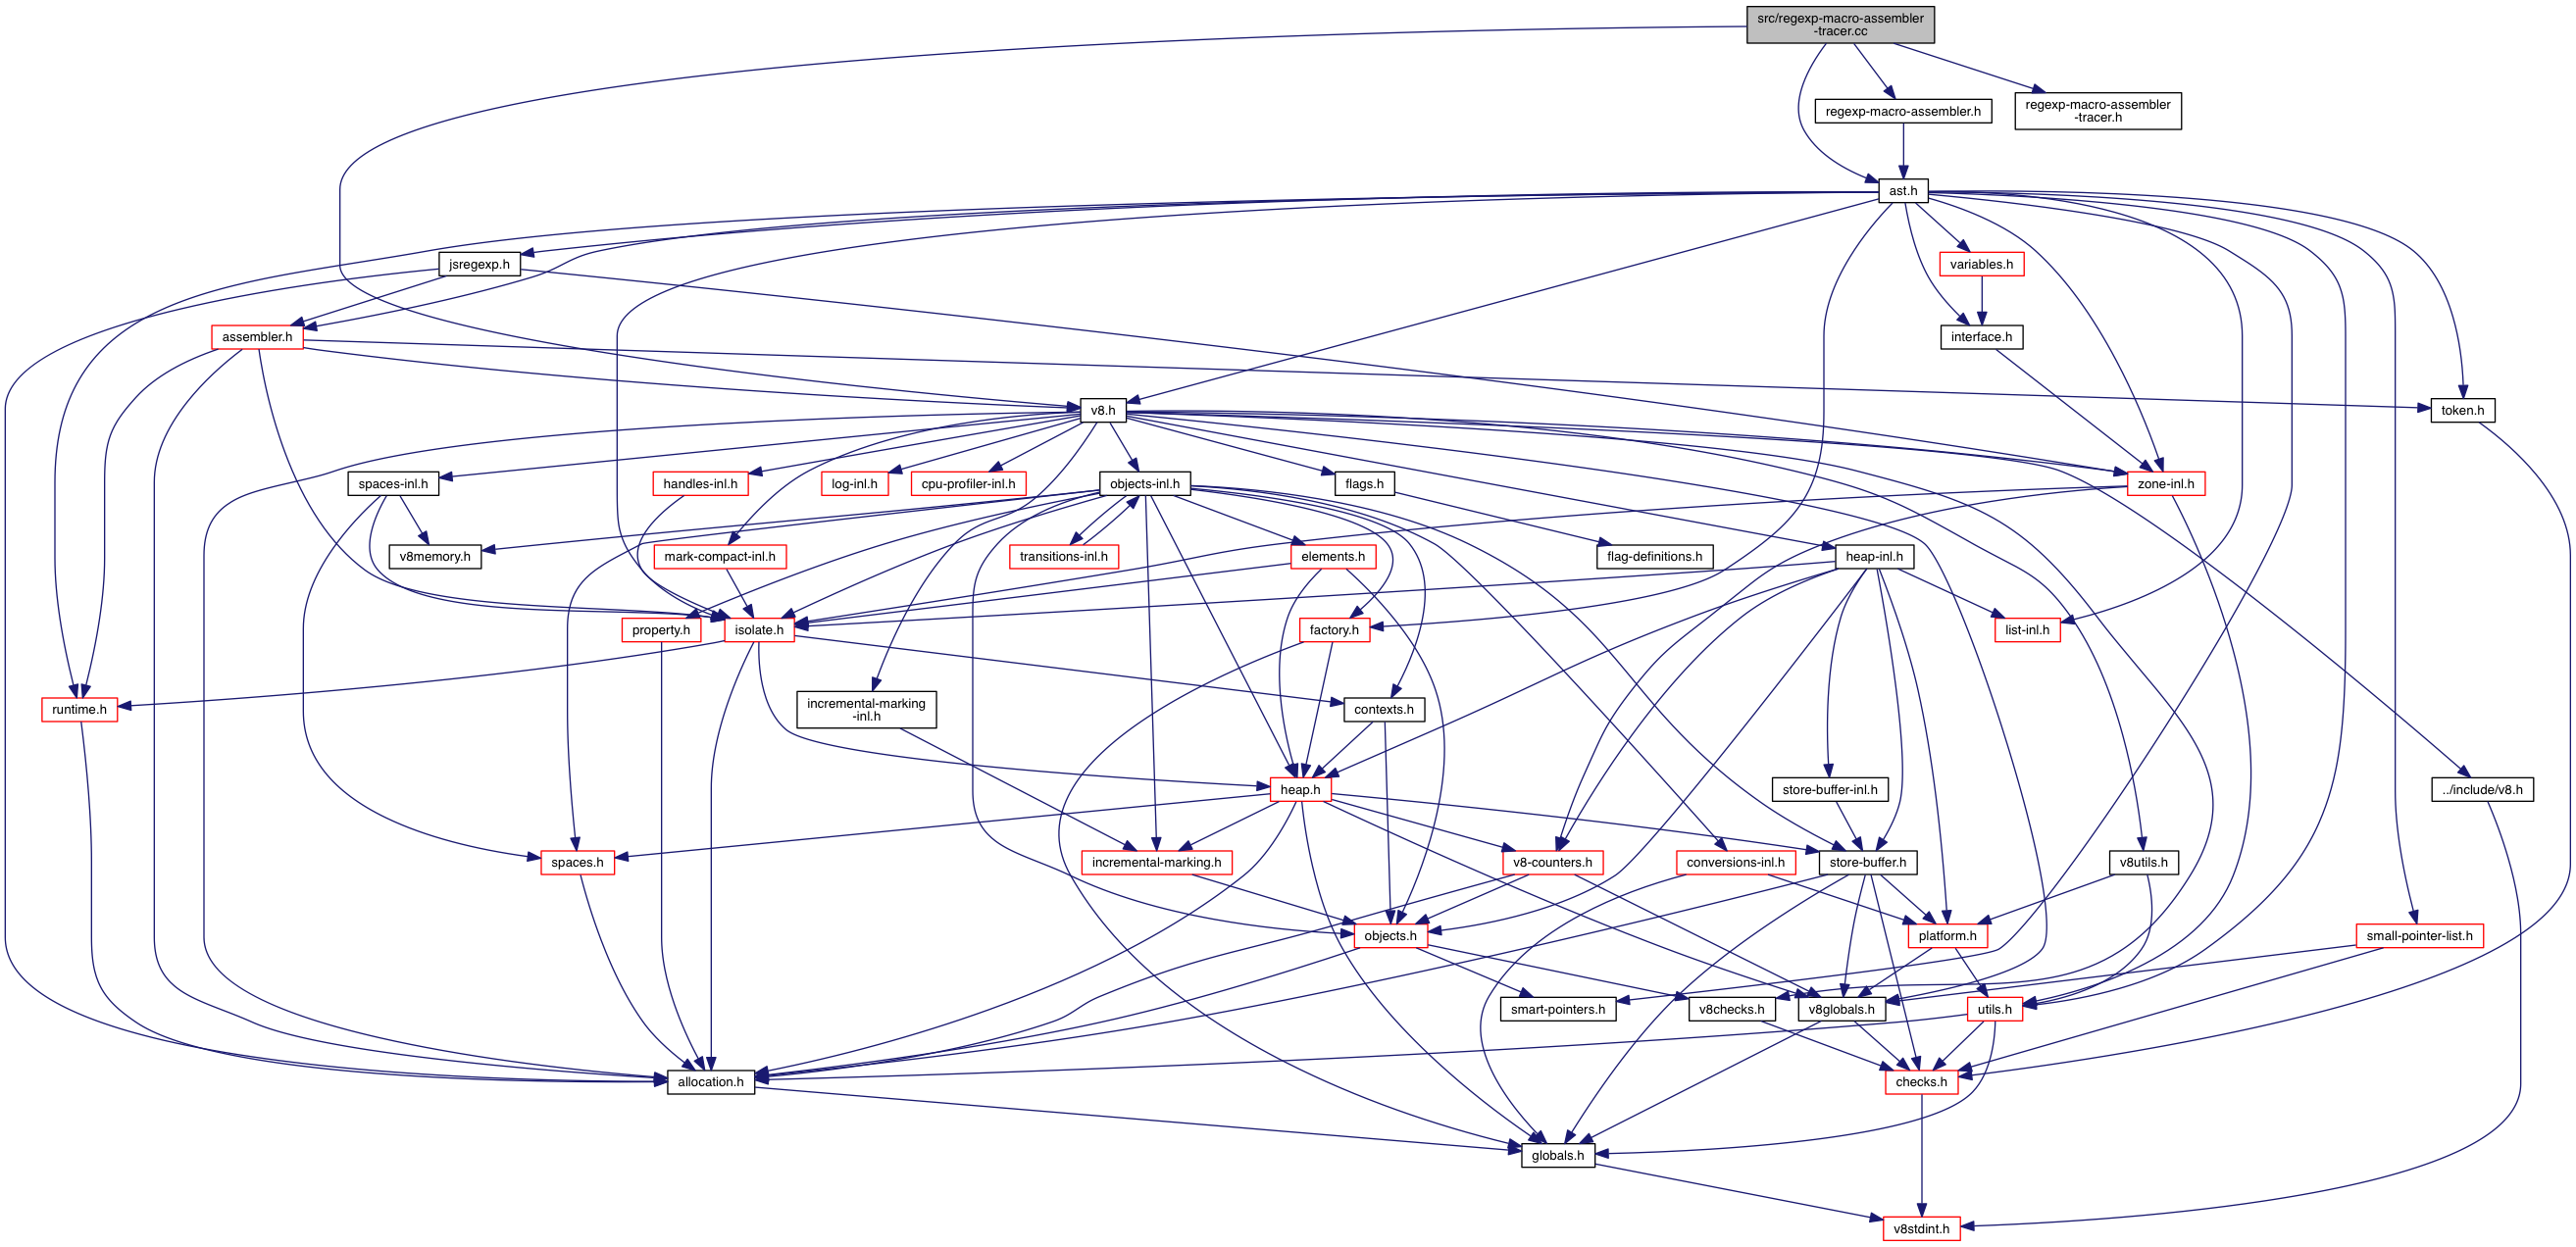 src/regexp-macro-assembler
-tracer.cc
regexp-macro-assembler.h
regexp-macro-assembler
-tracer.h
ast.h
jsregexp.h
variables.h
assembler.h
interface.h
v8.h
token.h
spaces-inl.h
handles-inl.h
log-inl.h
cpu-profiler-inl.h
objects-inl.h
flags.h
zone-inl.h
v8memory.h
mark-compact-inl.h
transitions-inl.h
elements.h
flag-definitions.h
heap-inl.h
property.h
isolate.h
factory.h
list-inl.h
runtime.h
incremental-marking
-inl.h
contexts.h
heap.h
store-buffer-inl.h
../include/v8.h
spaces.h
incremental-marking.h
v8-counters.h
conversions-inl.h
store-buffer.h
v8utils.h
objects.h
platform.h
small-pointer-list.h
smart-pointers.h
v8checks.h
v8globals.h
utils.h
allocation.h
checks.h
globals.h
v8stdint.h